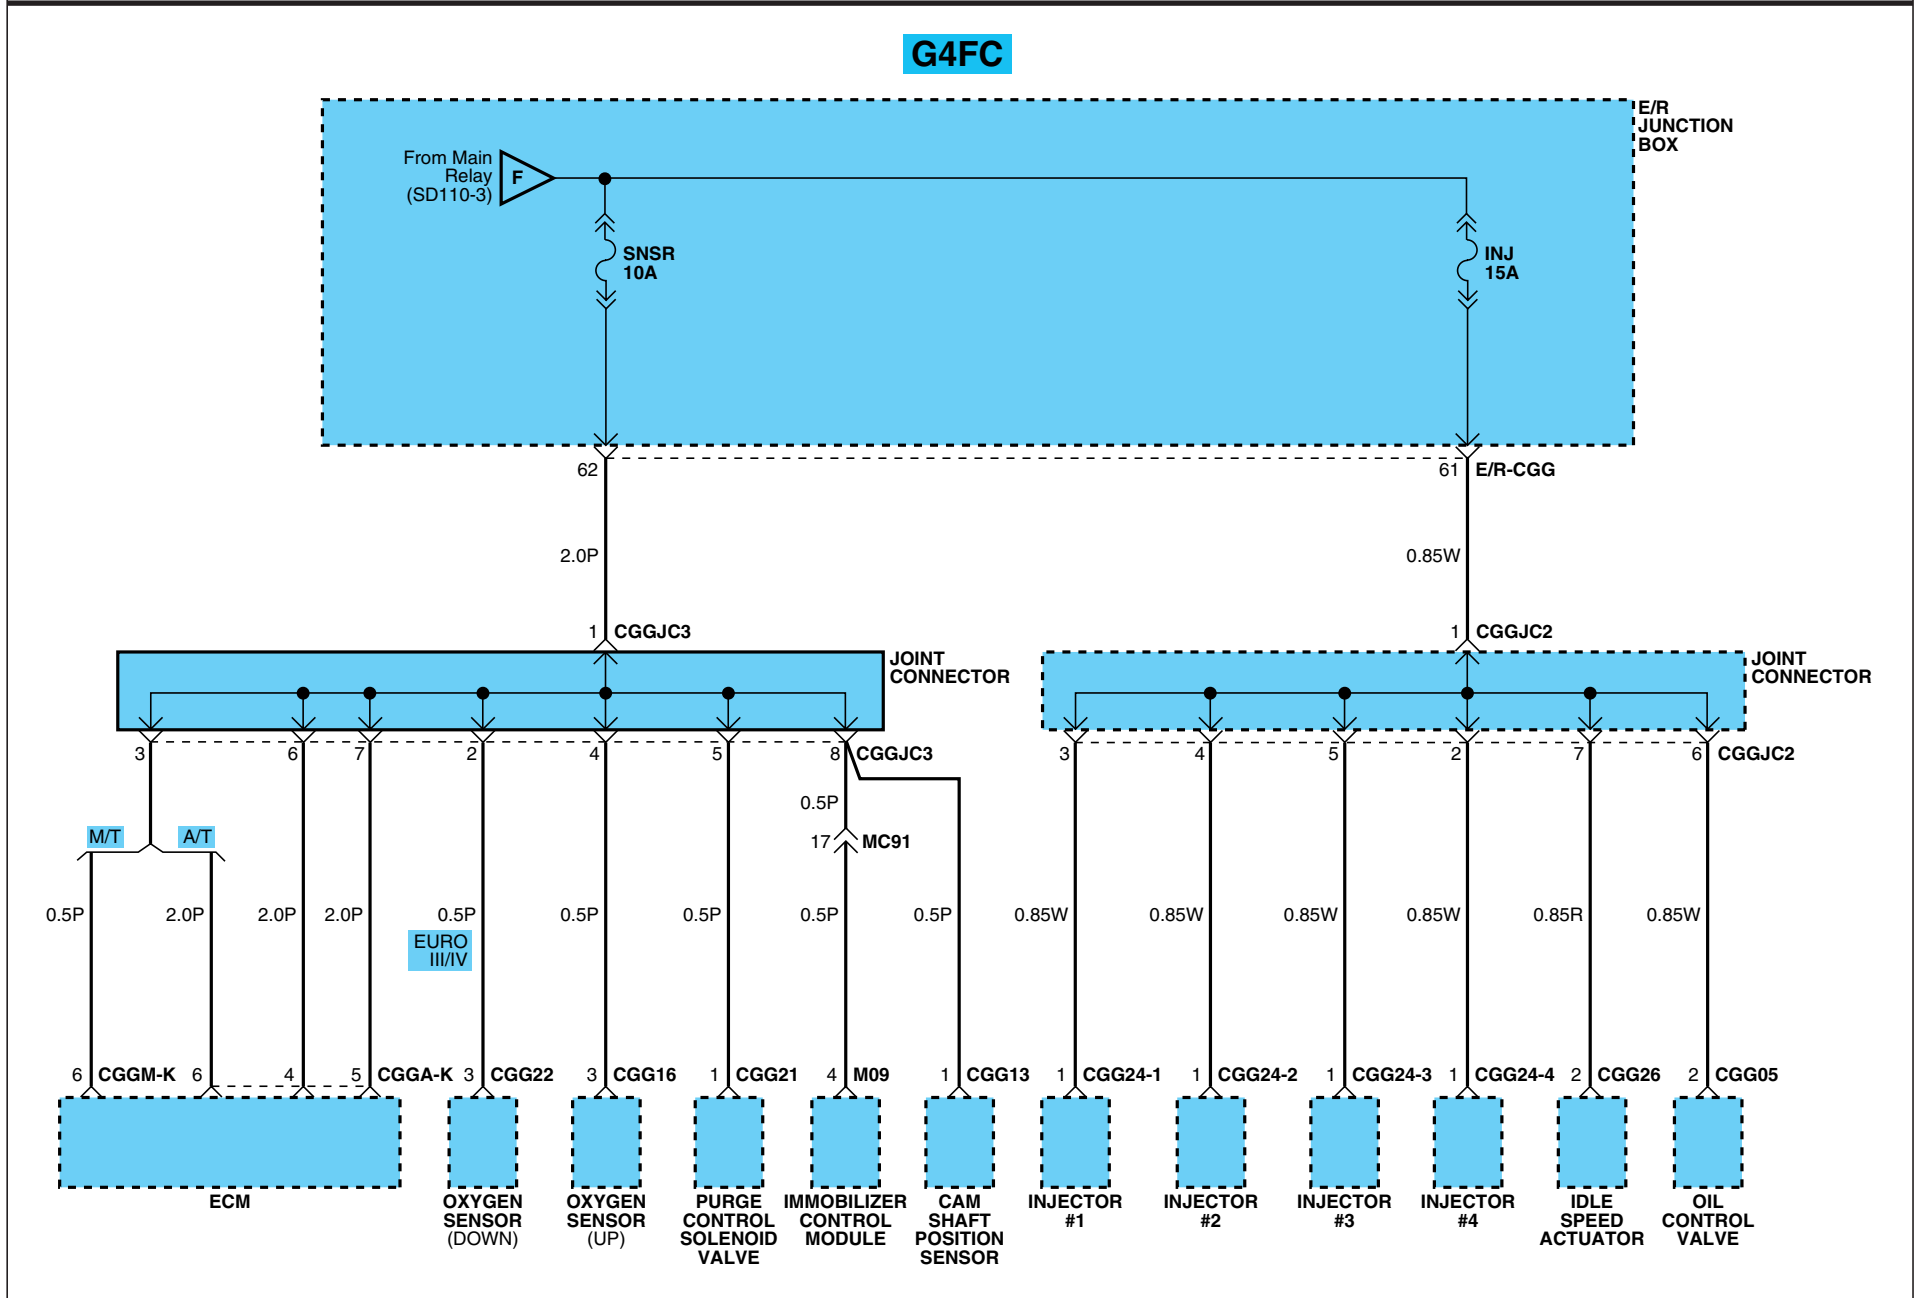 G4FC
E/R
JUNCTION
BOX
From Main
Relay
(SD110-3)
F
SNSR
10A
INJ
15A
62
61 E/R-CGG
2.0P
0.85W
1 CGGJC3
1 CGGJC2
JOINT
CONNECTOR
JOINT
CONNECTOR
3 6 7 2 4 5 8 CGGJC3
3 4 5 2 7 6 CGGJC2
0.5P
17 MC91
M/T A/T
0.5P 2.0P 2.0P 2.0P 0.5P 0.5P 0.5P 0.5P 0.5P 0.85W 0.85W 0.85W 0.85W 0.85R 0.85W
EURO
III/IV
6 CGGM-K 6 4 5 CGGA-K 3 CGG22 3 CGG16 1 CGG21 4 M09 1 CGG13 1 CGG24-1 1 CGG24-2 1 CGG24-3 1 CGG24-4 2 CGG26 2 CGG05
ECM
OXYGEN
SENSOR
(DOWN)
OXYGEN
SENSOR
(UP)
PURGE
CONTROL
SOLENOID
VALVE
IMMOBILIZER
CONTROL
MODULE
CAM
SHAFT
POSITION
SENSOR
INJECTOR
#1
INJECTOR
#2
INJECTOR
#3
INJECTOR
#4
IDLE
SPEED
ACTUATOR
OIL
CONTROL
VALVE